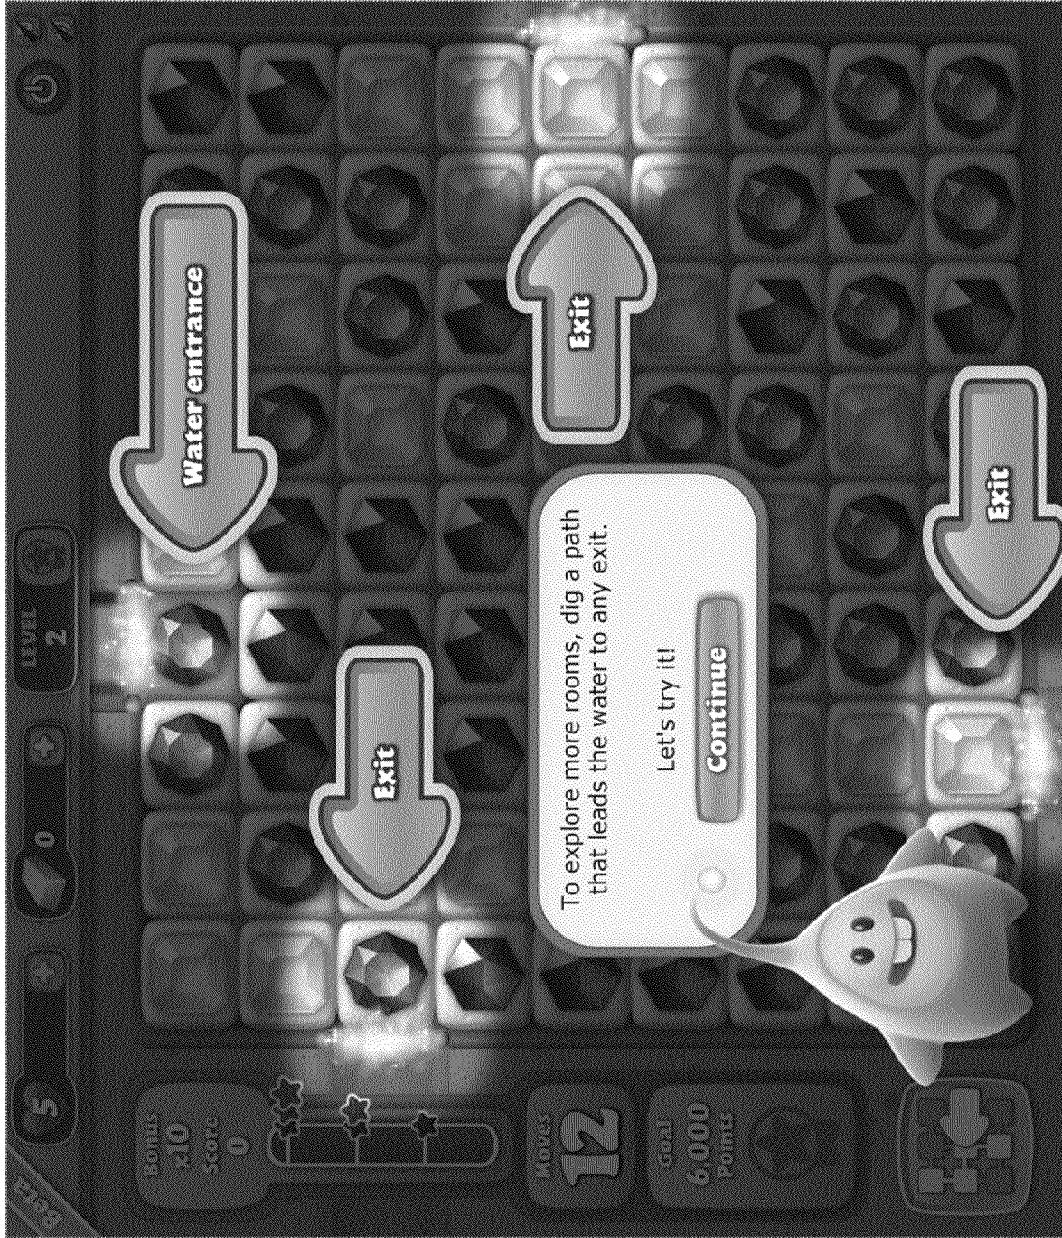 Beta
5
0
LEVEL
2
Bonus
x10
Score
0
Moves
12
Goal
6 000
Points
Water entrance
Exit
Exit
Exit
To explore more rooms, dig a path
that leads the water to any exit.
Let's try it!
Continue